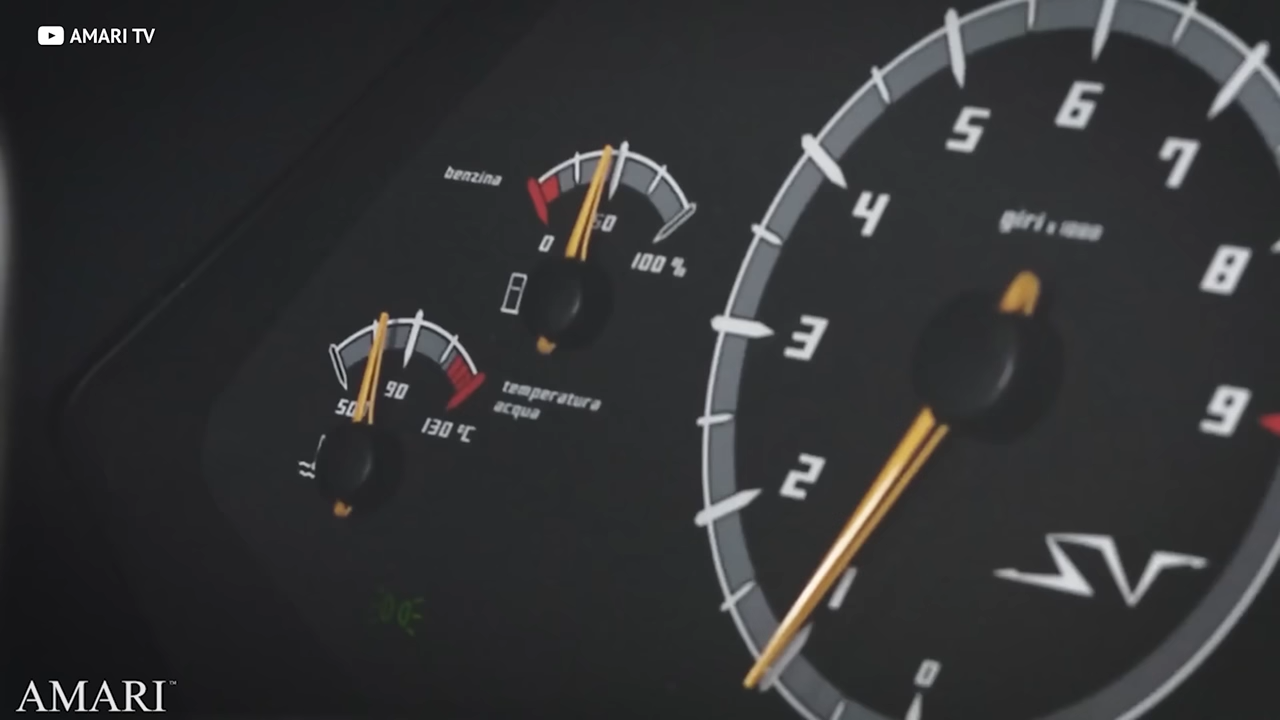 AMARI TV
benzina
0
50
100 %
50
90
130 °C
temperatura
acqua
0
1
2
3
4
5
6
7
8
9
giri x 1000
SV
AMARI™